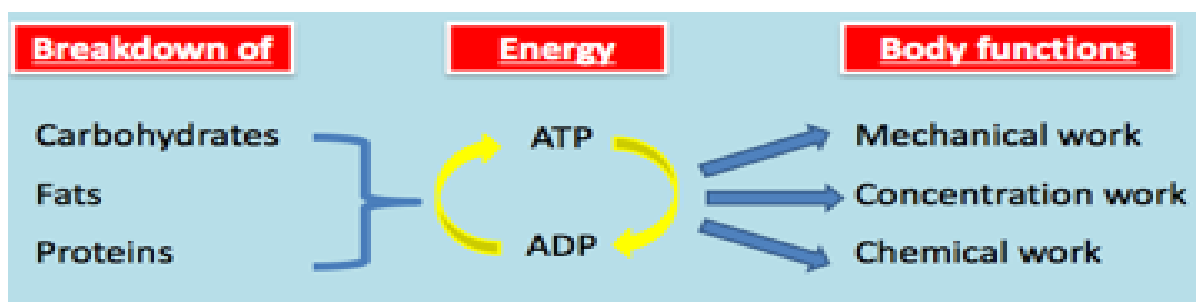 Breakdown of
Energy
Body functions
Carbohydrates
Fats
Proteins
ATP
ADP
Mechanical work
Concentration work
Chemical work